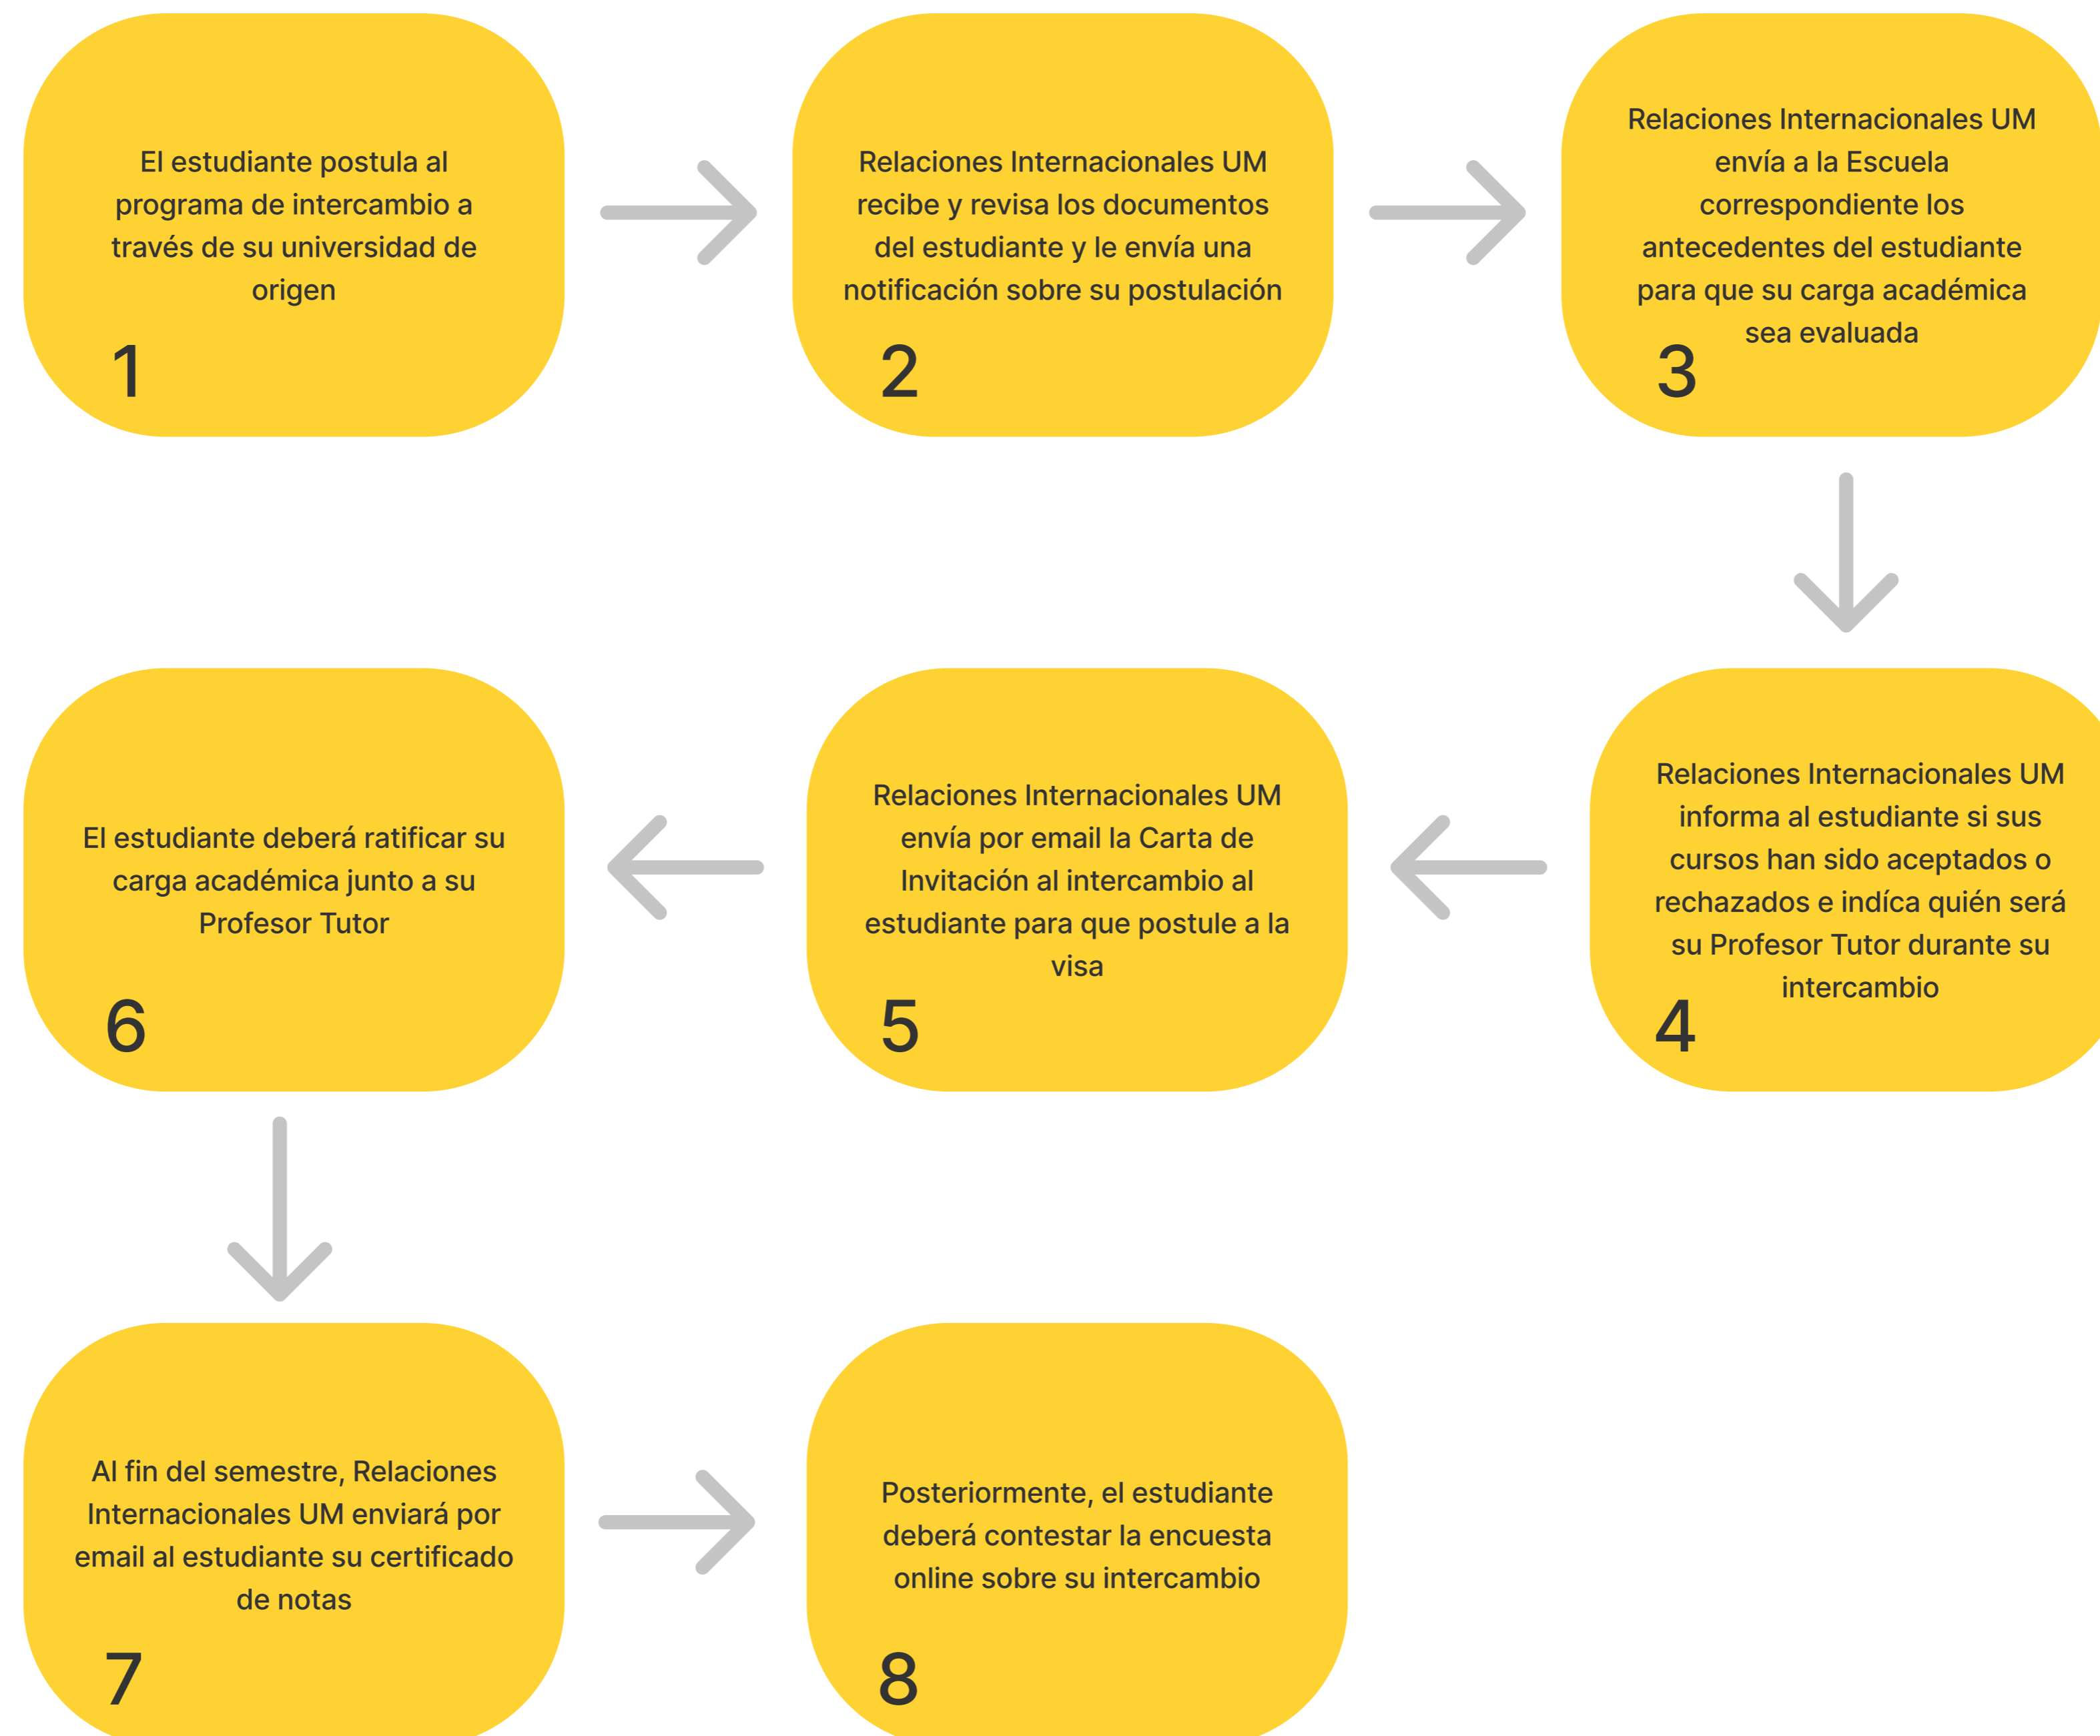 El estudiante postula al
programa de intercambio a
través de su universidad de
origen
1
Relaciones Internacionales UM
recibe y revisa los documentos
del estudiante y le envía una
notificación sobre su postulación
2
Relaciones Internacionales UM
envía a la Escuela
correspondiente los
antecedentes del estudiante
para que su carga académica
sea evaluada
3
Relaciones Internacionales UM
informa al estudiante si sus
cursos han sido aceptados o
rechazados e indíca quién será
su Profesor Tutor durante su
intercambio
4
Relaciones Internacionales UM
envía por email la Carta de
Invitación al intercambio al
estudiante para que postule a la
visa
5
El estudiante deberá ratificar su
carga académica junto a su
Profesor Tutor
6
Al fin del semestre, Relaciones
Internacionales UM enviará por
email al estudiante su certificado
de notas
7
Posteriormente, el estudiante
deberá contestar la encuesta
online sobre su intercambio
8